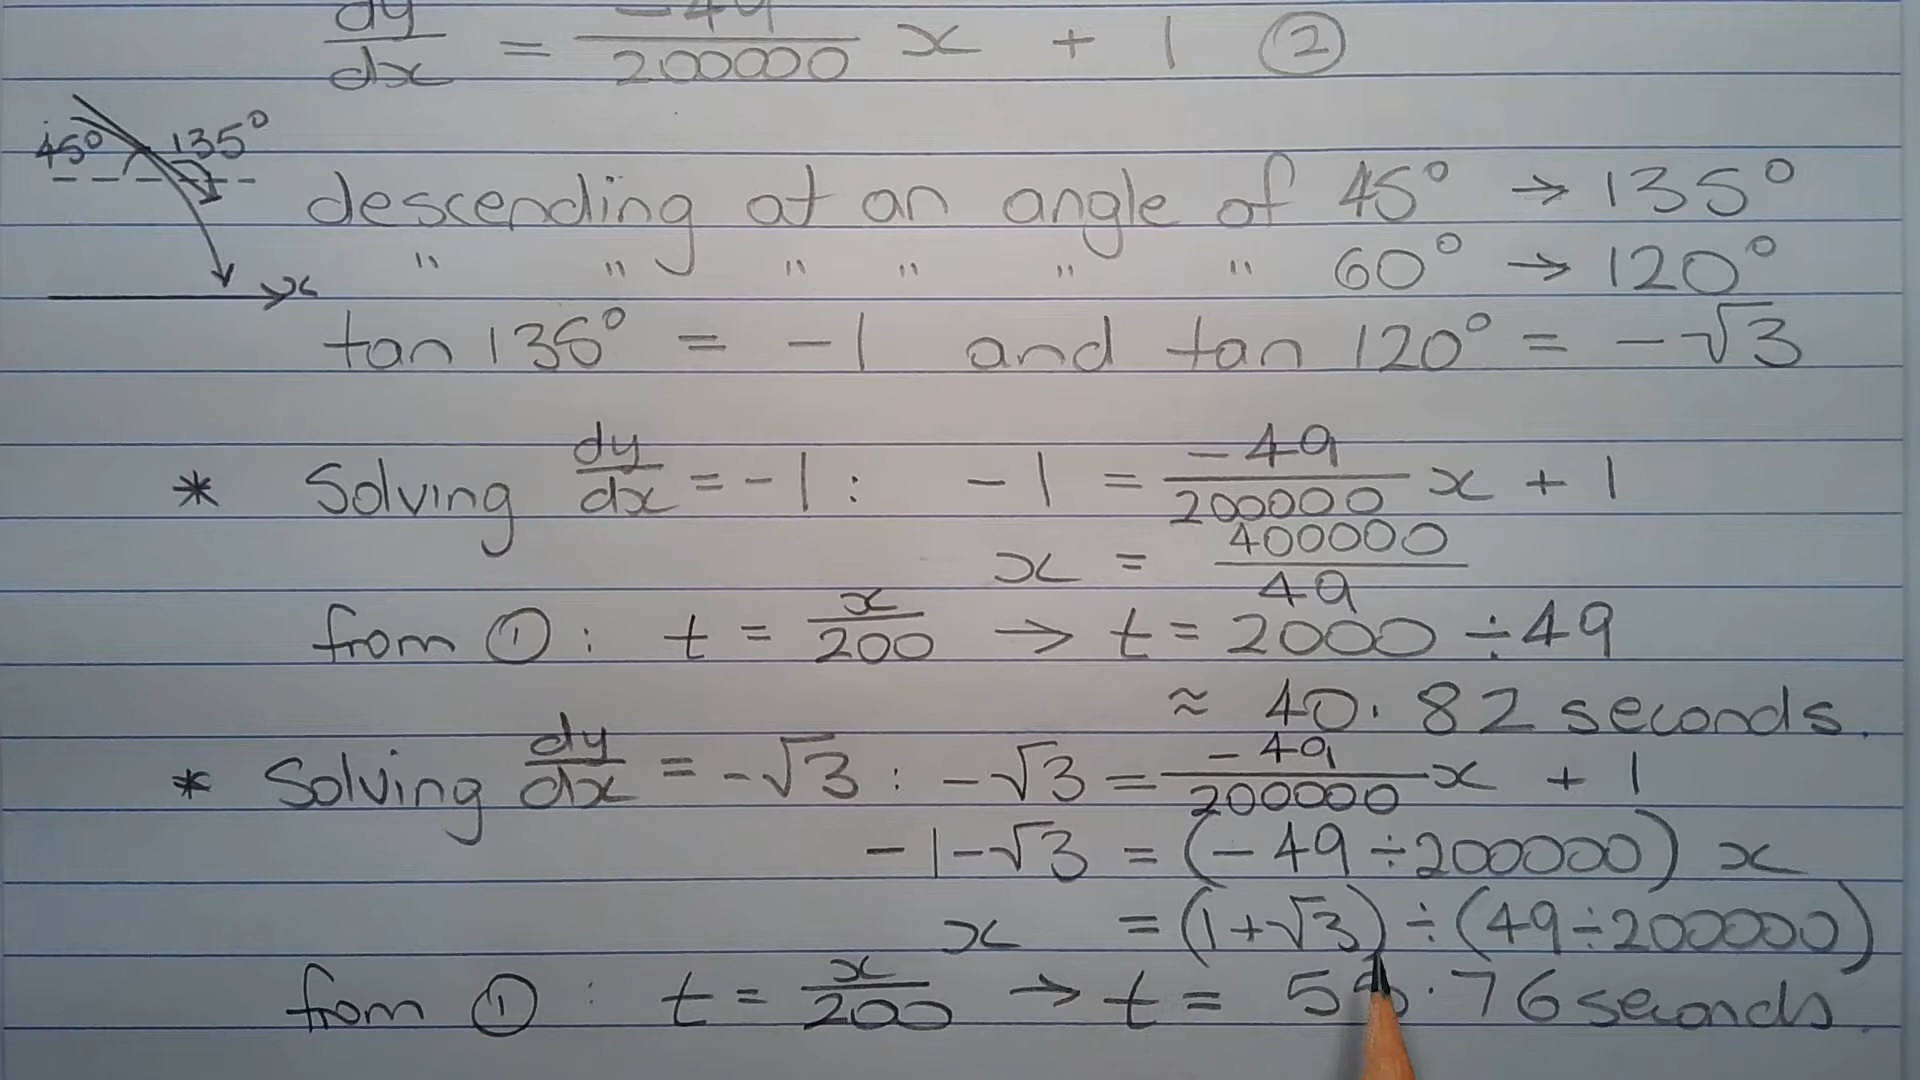 dy/dx = -49/200000 x + 1 ②
45° 135°
descending at an angle of 45° → 135°
" " " " " " 60° → 120°
x
tan 135° = -1 and tan 120° = -√3
* Solving dy/dx = -1 : -1 = -49/200000 x + 1
x = 400000/49
from ① : t = x/200 → t = 2000 ÷ 49
≈ 40.82 seconds.
* Solving dy/dx = -√3 : -√3 = -49/200000 x + 1
-1-√3 = (-49÷200000) x
x = (1+√3) ÷ (49÷200000)
from ① : t = x/200 → t = .76 seconds.